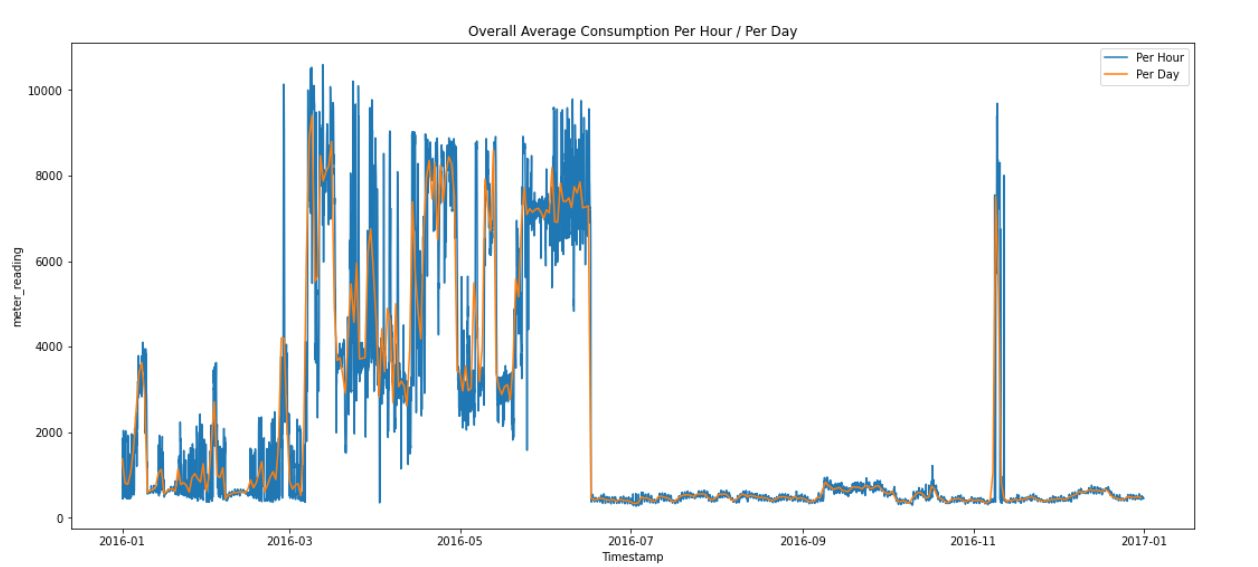 Overall Average Consumption Per Hour / Per Day
Per Hour
Per Day
10000
8000
6000
4000
2000
0
meter_reading
2016-01
2016-03
2016-05
2016-07
2016-09
2016-11
2017-01
Timestamp